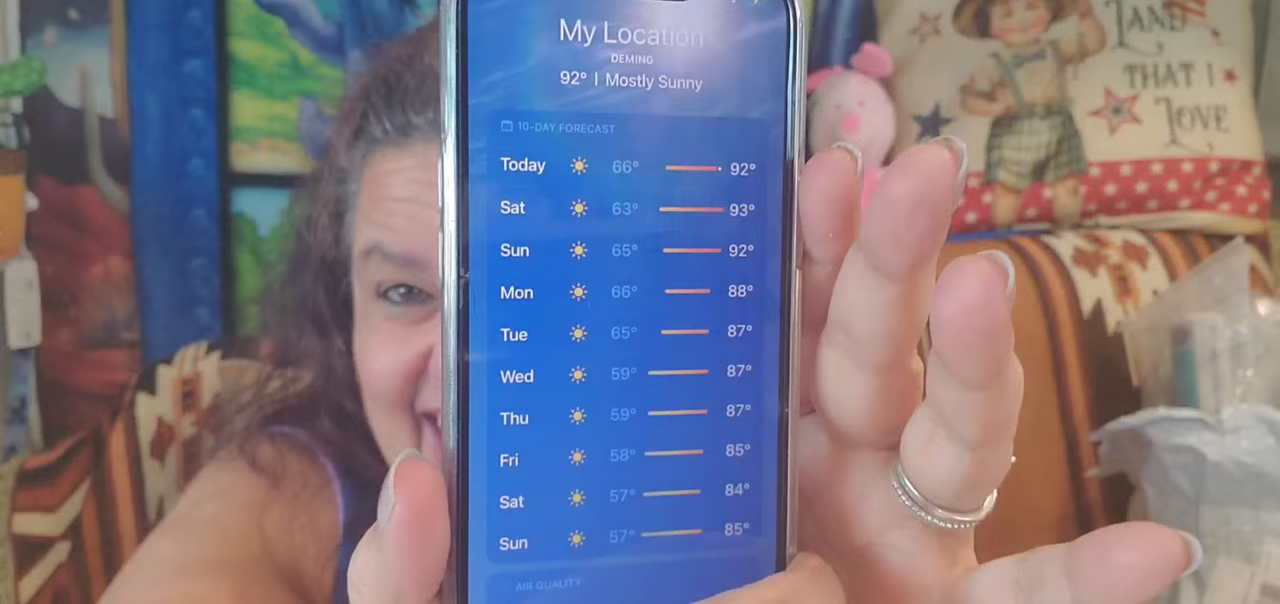 My Location
DEMING
92° | Mostly Sunny
10-DAY FORECAST
Today 66° 92°
Sat 63° 93°
Sun 65° 92°
Mon 66° 88°
Tue 65° 87°
Wed 59° 87°
Thu 59° 87°
Fri 58° 85°
Sat 57° 84°
Sun 57° 85°
AIR QUALITY
LAND
THAT I
LOVE